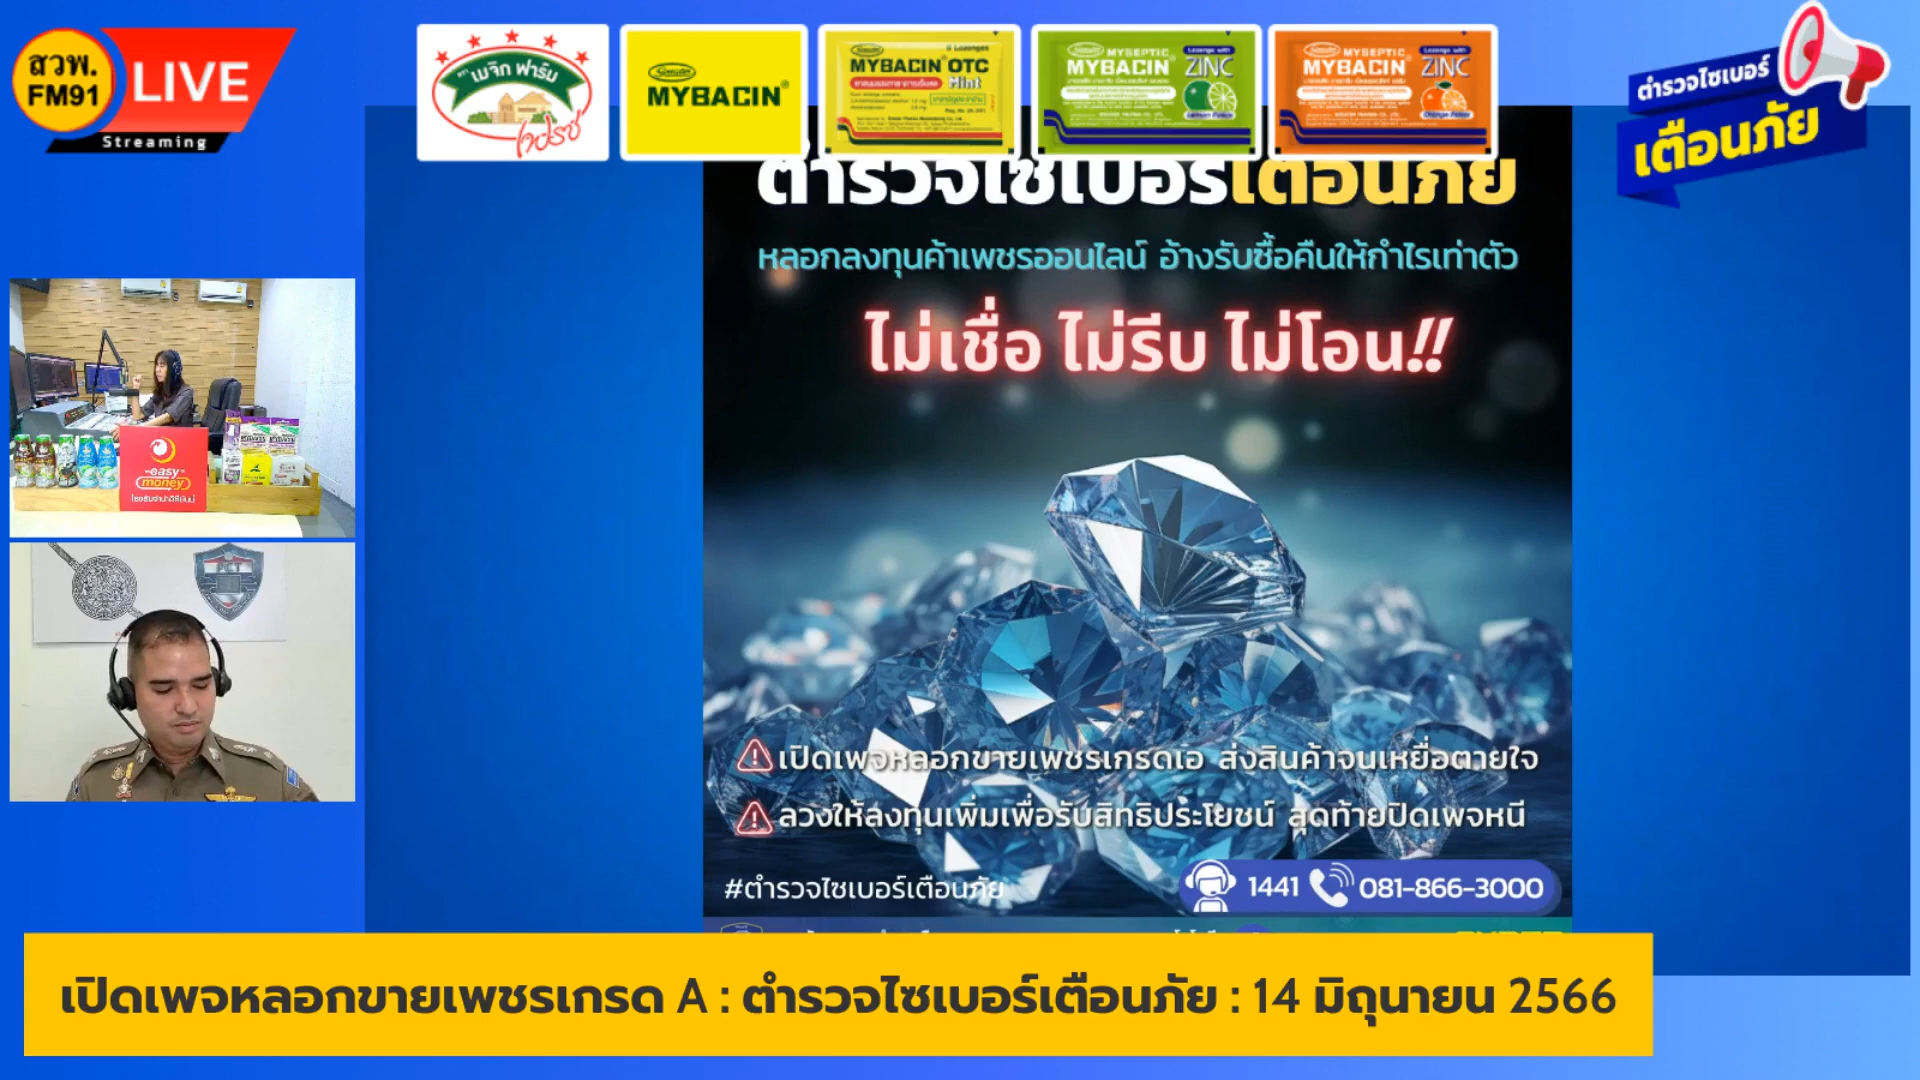 สวพ.
FM91
LIVE
Streaming
เมจิก ฟาร์ม
MYBACIN
MYBACIN OTC
Mint
MYSEPTIC
MYBACIN ZINC
MYSEPTIC
MYBACIN ZINC
ตำรวจไซเบอร์
เตือนภัย
ตำรวจไซเบอร์เตือนภัย
หลอกลงทุนค้าเพชรออนไลน์ อ้างรับซื้อคืนให้กำไรเท่าตัว
ไม่เชื่อ ไม่รีบ ไม่โอน!!
easy
money
PCT
เปิดเพจหลอกขายเพชรเกรดเอ ส่งสินค้าจนเหยื่อตายใจ
ลวงให้ลงทุนเพิ่มเพื่อรับสิทธิประโยชน์ สุดท้ายปิดเพจหนี
#ตำรวจไซเบอร์เตือนภัย
1441 081-866-3000
เปิดเพจหลอกขายเพชรเกรด A : ตำรวจไซเบอร์เตือนภัย : 14 มิถุนายน 2566